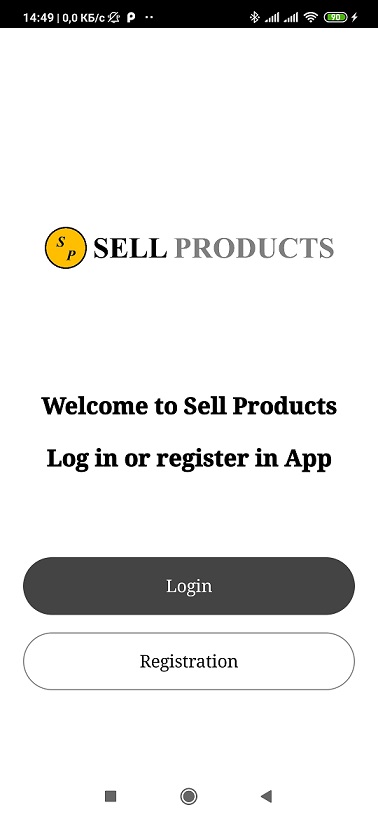 14:49 | 0,0 КБ/с
90
S
P
SELL PRODUCTS
Welcome to Sell Products
Log in or register in App
Login
Registration